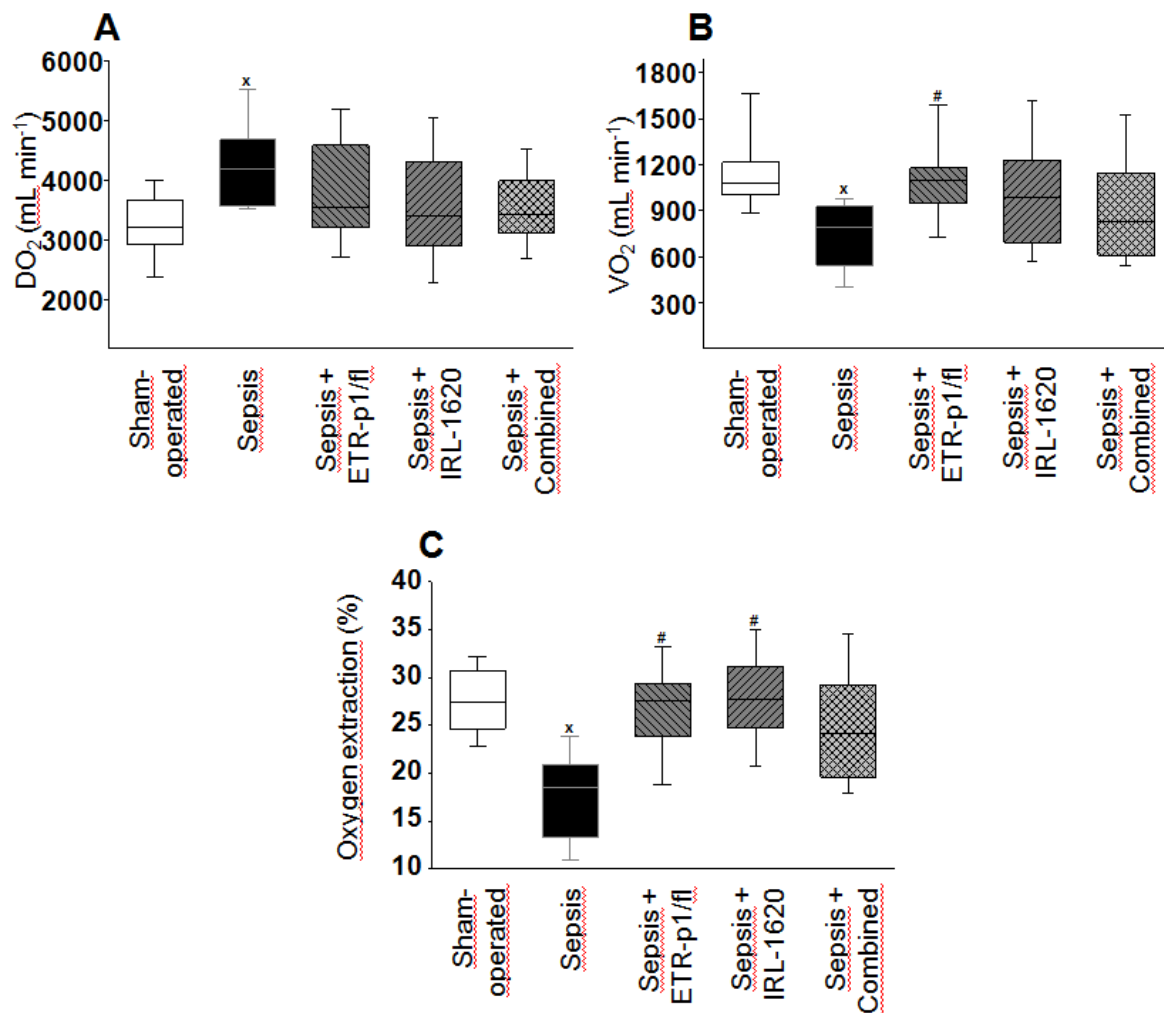 A
DO2 (mL min-1)
6000
5000
4000
3000
2000
x
Sham-
operated
Sepsis
Sepsis +
ETR-p1/fl
Sepsis +
IRL-1620
Sepsis +
Combined
B
VO2 (mL min-1)
1800
1500
1200
900
600
300
x
#
Sham-
operated
Sepsis
Sepsis +
ETR-p1/fl
Sepsis +
IRL-1620
Sepsis +
Combined
C
Oxygen extraction (%)
40
35
30
25
20
15
10
x
#
#
Sham-
operated
Sepsis
Sepsis +
ETR-p1/fl
Sepsis +
IRL-1620
Sepsis +
Combined